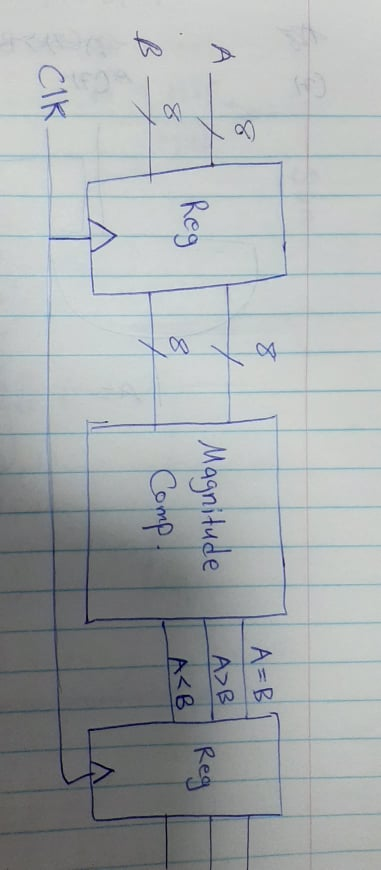 A
B
Clk
8
8
Reg
8
8
Magnitude
Comp.
A=B
A>B
A<B
Reg